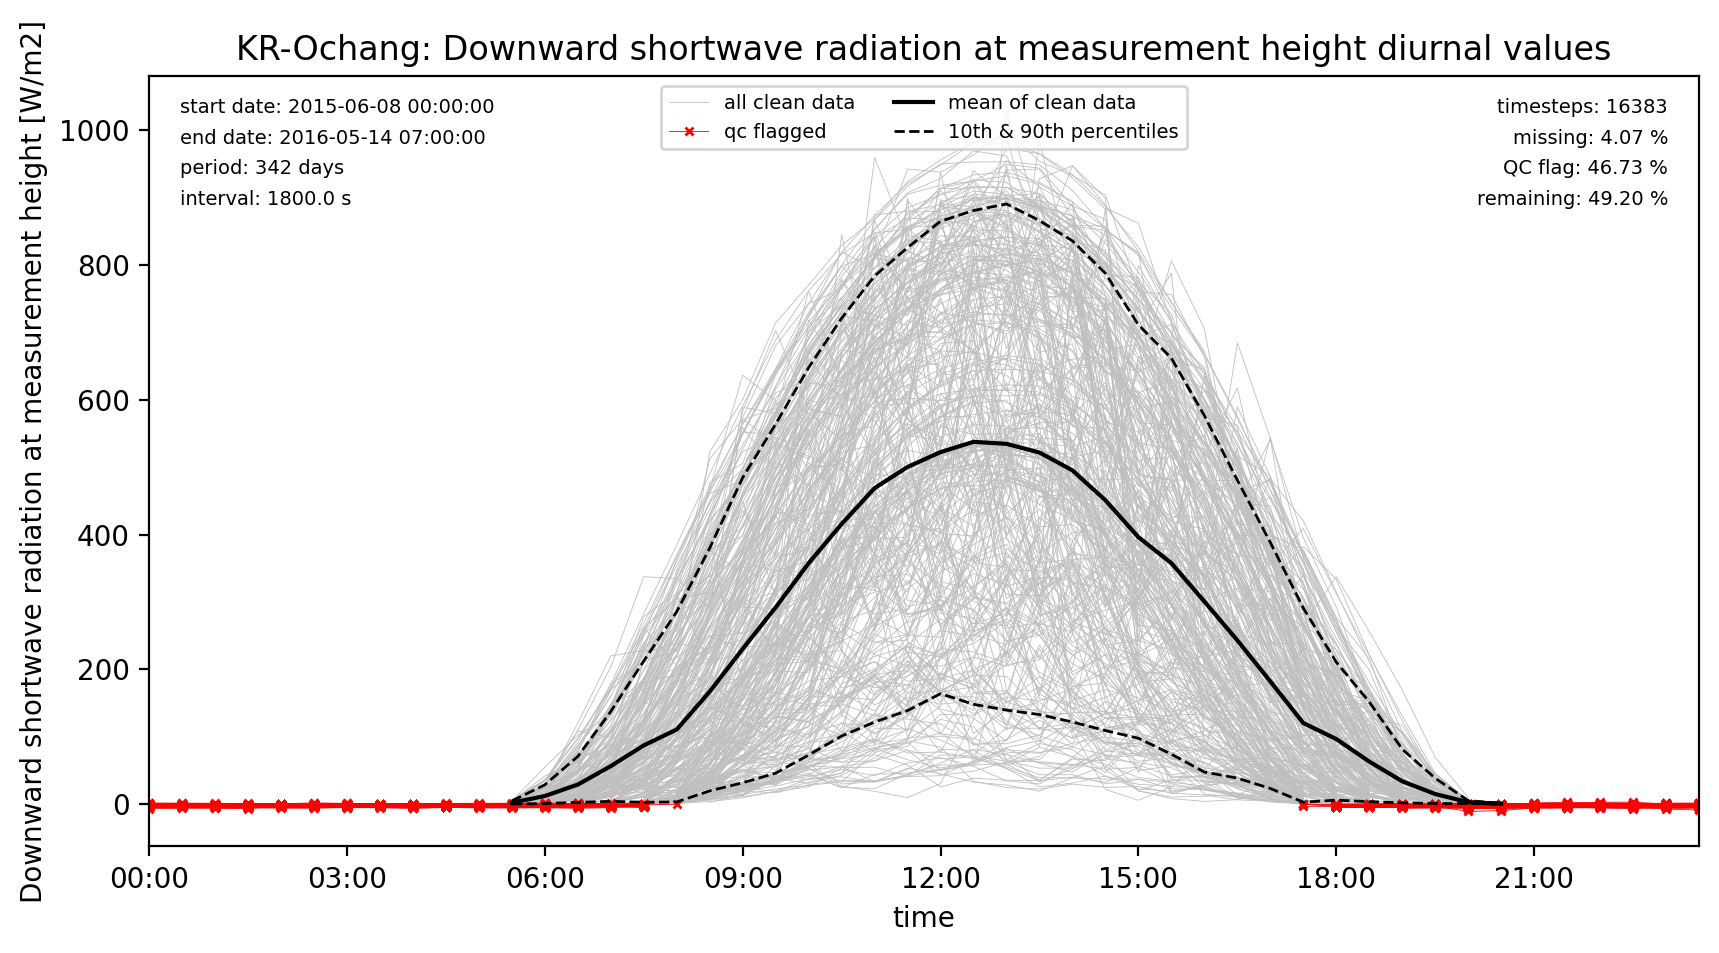 KR-Ochang: Downward shortwave radiation at measurement height diurnal values
Downward shortwave radiation at measurement height [W/m2]
start date: 2015-06-08 00:00:00
end date: 2016-05-14 07:00:00
period: 342 days
interval: 1800.0 s
all clean data
qc flagged
mean of clean data
10th & 90th percentiles
timesteps: 16383
missing: 4.07 %
QC flag: 46.73 %
remaining: 49.20 %
1000
800
600
400
200
0
00:00 03:00 06:00 09:00 12:00 15:00 18:00 21:00
time